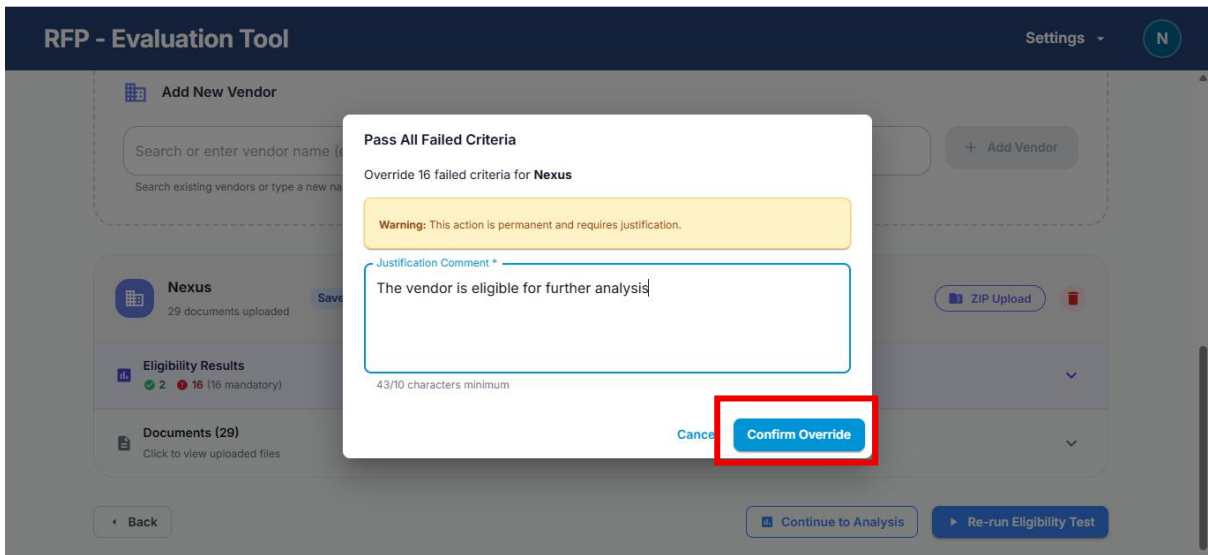 RFP - Evaluation Tool
Settings
N
Add New Vendor
Search or enter vendor name (
+ Add Vendor
Search existing vendors or type a new na
Pass All Failed Criteria
Override 16 failed criteria for Nexus
Warning: This action is permanent and requires justification.
Justification Comment *
The vendor is eligible for further analysis
43/10 characters minimum
Cance
Confirm Override
Nexus
29 documents uploaded
Save
ZIP Upload
Eligibility Results
2 16 (16 mandatory)
Documents (29)
Click to view uploaded files
Back
Continue to Analysis
Re-run Eligibility Test